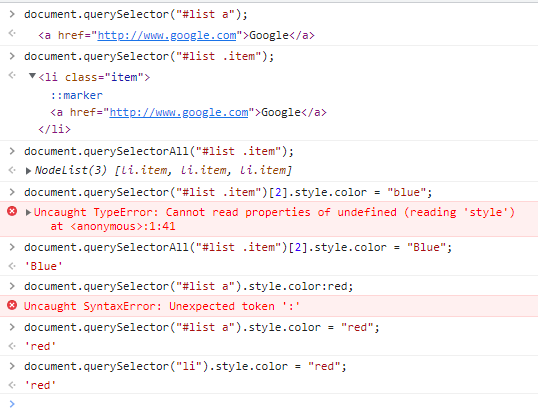 document.querySelector("#list a");
<a href="http://www.google.com">Google</a>
document.querySelector("#list .item");
<li class="item">
::marker
<a href="http://www.google.com">Google</a>
</li>
document.querySelectorAll("#list .item");
NodeList(3) [li.item, li.item, li.item]
document.querySelector("#list .item")[2].style.color = "blue";
Uncaught TypeError: Cannot read properties of undefined (reading 'style')
at <anonymous>:1:41
document.querySelectorAll("#list .item")[2].style.color = "Blue";
'Blue'
document.querySelector("#list a").style.color:red;
Uncaught SyntaxError: Unexpected token ':'
document.querySelector("#list a").style.color = "red";
'red'
document.querySelector("li").style.color = "red";
'red'